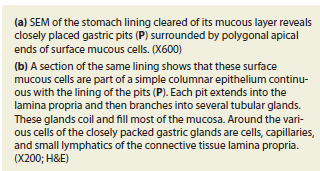 (a) SEM of the stomach lining cleared of its mucous layer reveals
closely placed gastric pits (P) surrounded by polygonal apical
ends of surface mucous cells. (X600)
(b) A section of the same lining shows that these surface
mucous cells are part of a simple columnar epithelium continu-
ous with the lining of the pits (P). Each pit extends into the
lamina propria and then branches into several tubular glands.
These glands coil and fill most of the mucosa. Around the vari-
ous cells of the closely packed gastric glands are cells, capillaries,
and small lymphatics of the connective tissue lamina propria.
(X200; H&E)